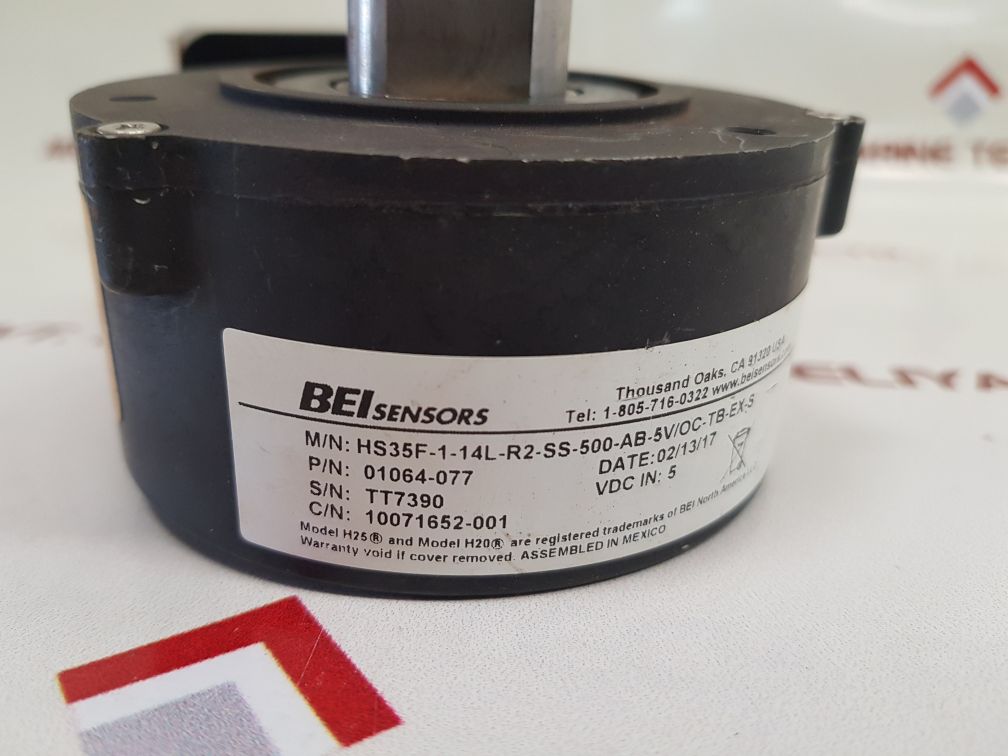 BEI SENSORS
Thousand Oaks, CA 91320 USA
Tel: 1-805-716-0322 www.beisensors.
M/N: HS35F-1-14L-R2-SS-500-AB-5V/OC-TB-EX-S
P/N: 01064-077
DATE: 02/13/17
S/N: TT7390
VDC IN: 5
C/N: 10071652-001
Model H25® and Model H20® are registered trademarks of BEI North America
Warranty void if cover removed. ASSEMBLED IN MEXICO